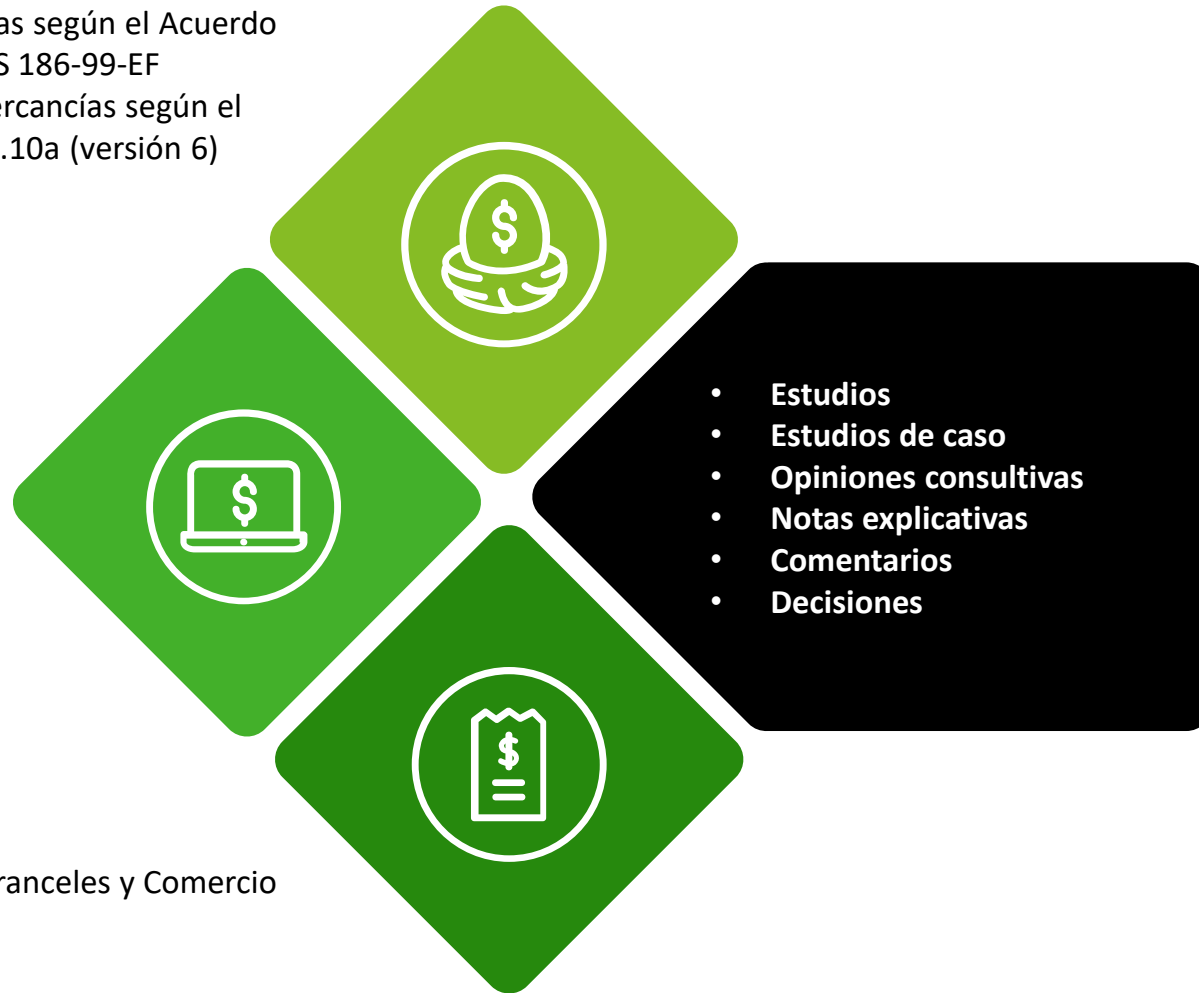 as según el Acuerdo
S 186-99-EF
ercancías según el
.10a (versión 6)
$
$
• Estudios
• Estudios de caso
• Opiniones consultivas
• Notas explicativas
• Comentarios
• Decisiones
$
ranceles y Comercio